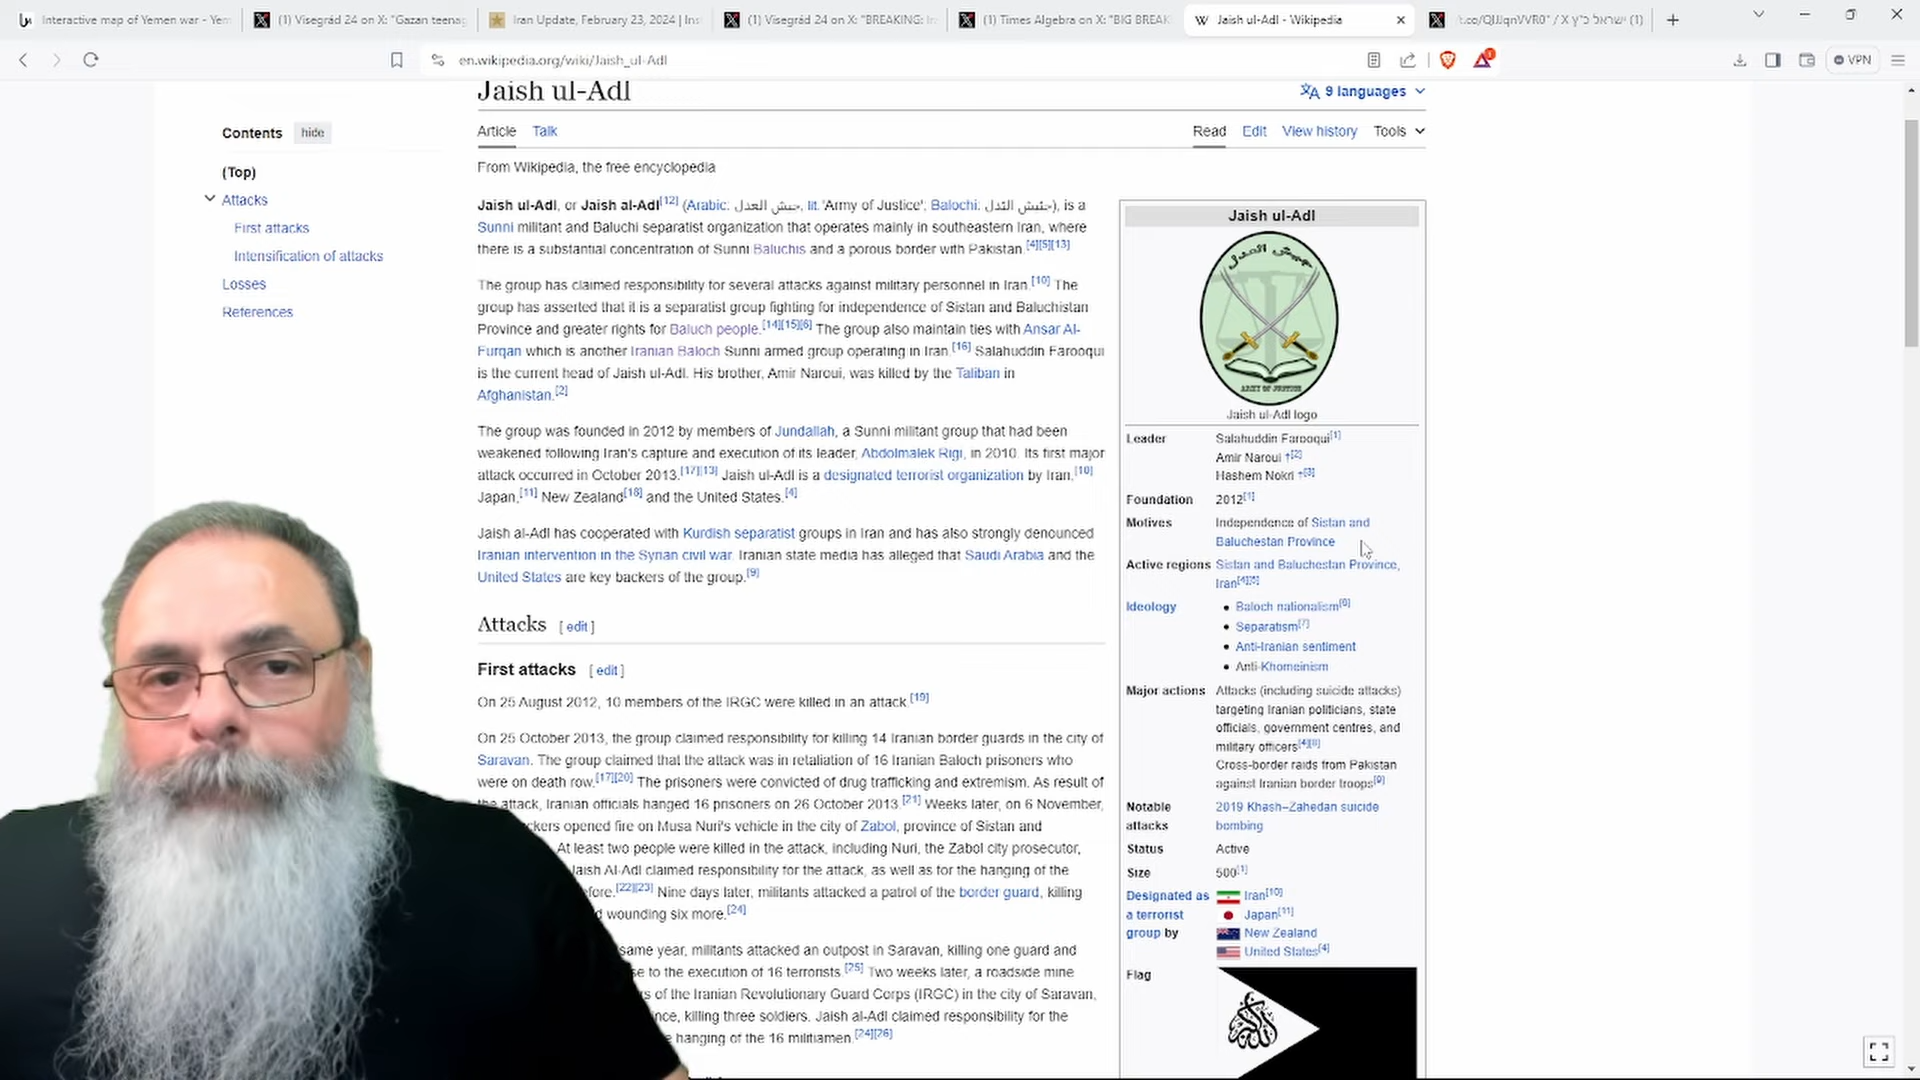 Interactive map of Yemen war - Yem
(1) Visegrád 24 on X: "Gazan teenag
Iran Update, February 23, 2024 | Ins
(1) Visegrád 24 on X: "BREAKING: Ir
(1) Times Algebra on X: "BIG BREAK
Jaish ul-Adl - Wikipedia
en.wikipedia.org/wiki/Jaish_ul-Adl
VPN
Jaish ul-Adl
9 languages
Contents hide
Article Talk
Read Edit View history Tools
(Top)
Attacks
First attacks
Intensification of attacks
Losses
References
From Wikipedia, the free encyclopedia
Jaish ul-Adl, or Jaish al-Adl[12] (Arabic: جيش العدل, lit. 'Army of Justice'; Balochi:), is a
Sunni militant and Baluchi separatist organization that operates mainly in southeastern Iran, where
there is a substantial concentration of Sunni Baluchis and a porous border with Pakistan.[4][5][13]
The group has claimed responsibility for several attacks against military personnel in Iran.[10] The
group has asserted that it is a separatist group fighting for independence of Sistan and Baluchistan
Province and greater rights for Baluch people.[14][15][6] The group also maintain ties with Ansar Al-
Furqan which is another Iranian Baloch Sunni armed group operating in Iran.[16] Salahuddin Farooqui
is the current head of Jaish ul-Adl. His brother, Amir Naroui, was killed by the Taliban in
Afghanistan.[2]
The group was founded in 2012 by members of Jundallah, a Sunni militant group that had been
weakened following Iran's capture and execution of its leader, Abdolmalek Rigi, in 2010. Its first major
attack occurred in October 2013.[17][13] Jaish ul-Adl is a designated terrorist organization by Iran,[10]
Japan,[11] New Zealand[18] and the United States.[4]
Jaish al-Adl has cooperated with Kurdish separatist groups in Iran and has also strongly denounced
Iranian intervention in the Syrian civil war. Iranian state media has alleged that Saudi Arabia and the
United States are key backers of the group.[9]
Attacks [ edit ]
First attacks [ edit ]
On 25 August 2012, 10 members of the IRGC were killed in an attack.[19]
On 25 October 2013, the group claimed responsibility for killing 14 Iranian border guards in the city of
Saravan. The group claimed that the attack was in retaliation of 16 Iranian Baloch prisoners who
were on death row.[17][20] The prisoners were convicted of drug trafficking and extremism. As result of
the attack, Iranian officials hanged 16 prisoners on 26 October 2013.[21] Weeks later, on 6 November,
ckers opened fire on Musa Nuri's vehicle in the city of Zabol, province of Sistan and
At least two people were killed in the attack, including Nuri, the Zabol city prosecutor,
Jaish Al-Adl claimed responsibility for the attack, as well as for the hanging of the
efore.[22][23] Nine days later, militants attacked a patrol of the border guard, killing
d wounding six more.[24]
same year, militants attacked an outpost in Saravan, killing one guard and
se to the execution of 16 terrorists.[25] Two weeks later, a roadside mine
rs of the Iranian Revolutionary Guard Corps (IRGC) in the city of Saravan,
nce, killing three soldiers. Jaish al-Adl claimed responsibility for the
hanging of the 16 militiamen.[24][26]
Jaish ul-Adl
جيش العدل
ARMY OF JUSTICE
Jaish ul-Adl logo
Leader Salahuddin Farooqui[1]
Amir Naroui †[2]
Hashem Nokri †[3]
Foundation 2012[1]
Motives Independence of Sistan and
Baluchestan Province
Active regions Sistan and Baluchestan Province,
Iran[4][5]
Ideology • Baloch nationalism[6]
• Separatism[7]
• Anti-Iranian sentiment
• Anti-Khomeinism
Major actions Attacks (including suicide attacks)
targeting Iranian politicians, state
officials, government centres, and
military officers[4][8]
Cross-border raids from Pakistan
against Iranian border troops[9]
Notable 2019 Khash–Zahedan suicide
attacks bombing
Status Active
Size 500[1]
Designated as Iran[10]
a terrorist Japan[11]
group by New Zealand
United States[4]
Flag